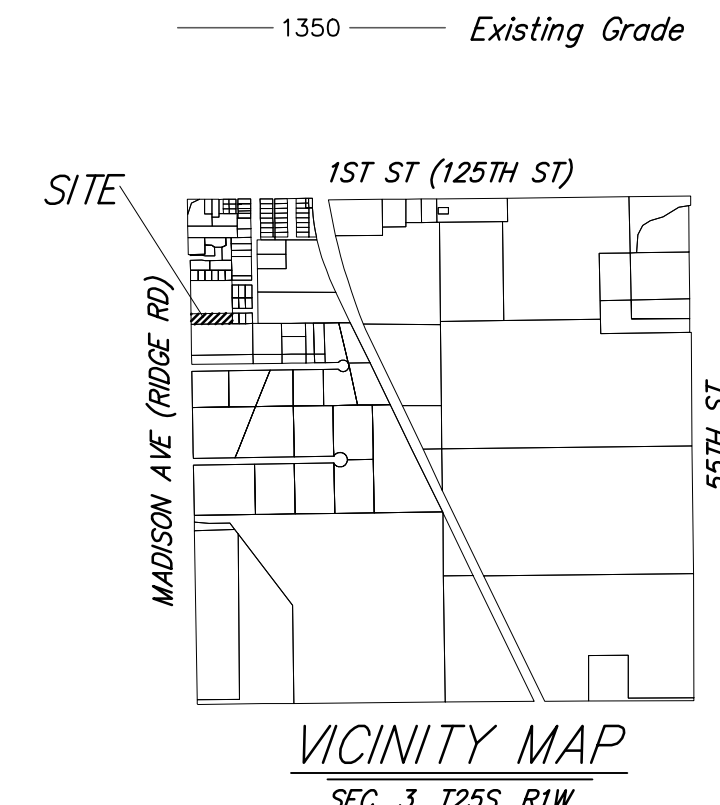 1350 Existing Grade
1ST ST (125TH ST)
SITE
MADISON AVE (RIDGE RD)
55TH ST
VICINITY MAP
SEC. 3, T25S, R1W